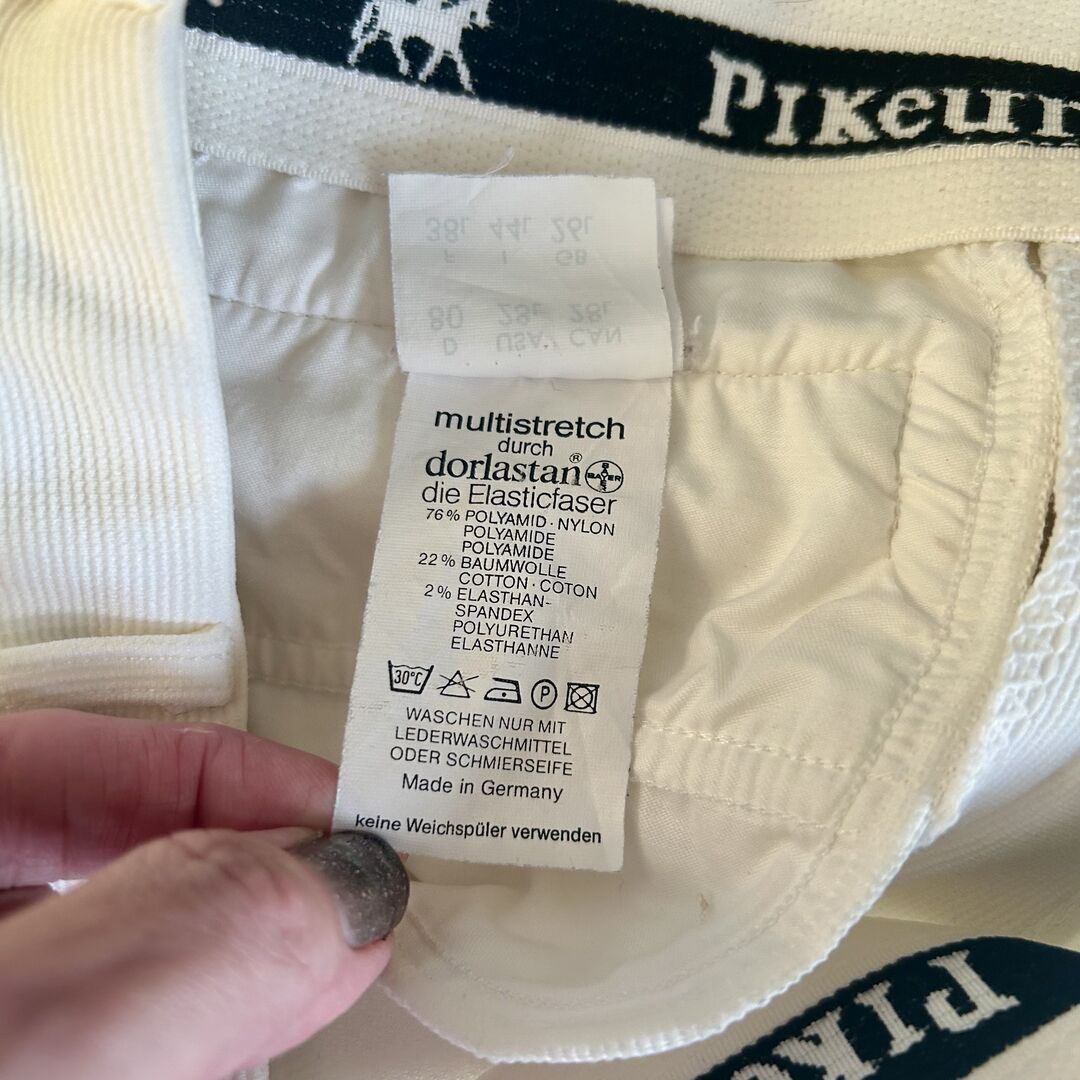 Pikeur
38L 44L 26L
F I GB
80 28L 28L
D USA / CAN
multistretch
durch
dorlastan®
BAYER
die Elasticfaser
76% POLYAMID · NYLON
POLYAMIDE
POLYAMIDE
22% BAUMWOLLE
COTTON · COTON
2% ELASTHAN-
SPANDEX
POLYURETHAN
ELASTHANNE
30°C P
WASCHEN NUR MIT
LEDERWASCHMITTEL
ODER SCHMIERSEIFE
Made in Germany
keine Weichspüler verwenden
PIK